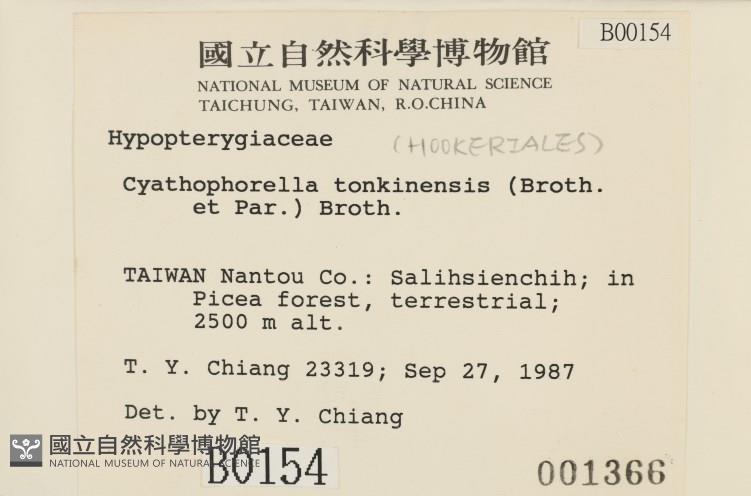 B00154
國立自然科學博物館
NATIONAL MUSEUM OF NATURAL SCIENCE
TAICHUNG, TAIWAN, R.O.CHINA
Hypopterygiaceae (HOOKERIALES)
Cyathophorella tonkinensis (Broth.
et Par.) Broth.
TAIWAN Nantou Co.: Salihsienchih; in
Picea forest, terrestrial;
2500 m alt.
T. Y. Chiang 23319; Sep 27, 1987
Det. by T. Y. Chiang
國立自然科學博物館
NATIONAL MUSEUM OF NATURAL SCIENCE
B0154
001366